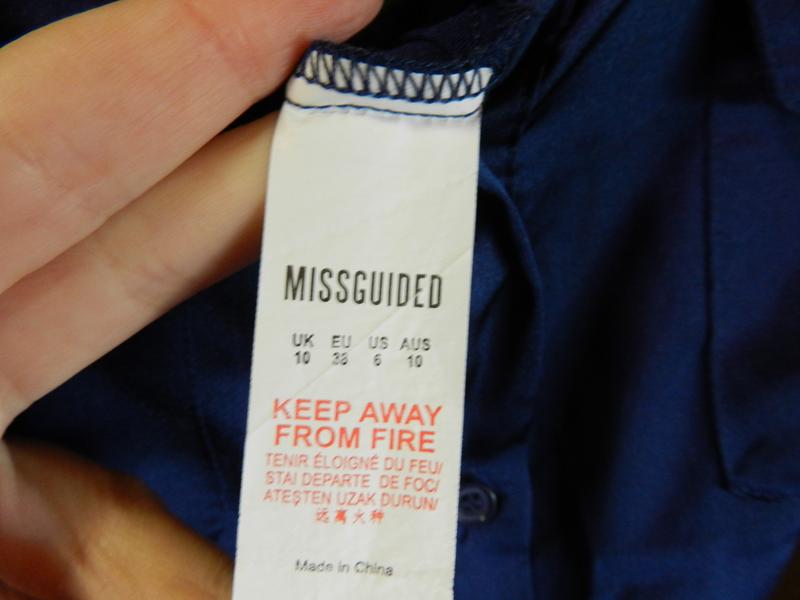 MISSGUIDED
UK EU US AUS
10 38 6 10
KEEP AWAY
FROM FIRE
TENIR ÉLOIGNÉ DU FEU/
STAI DEPARTE DE FOC/
ATEŞTEN UZAK DURUN/
远离火种
Made in China